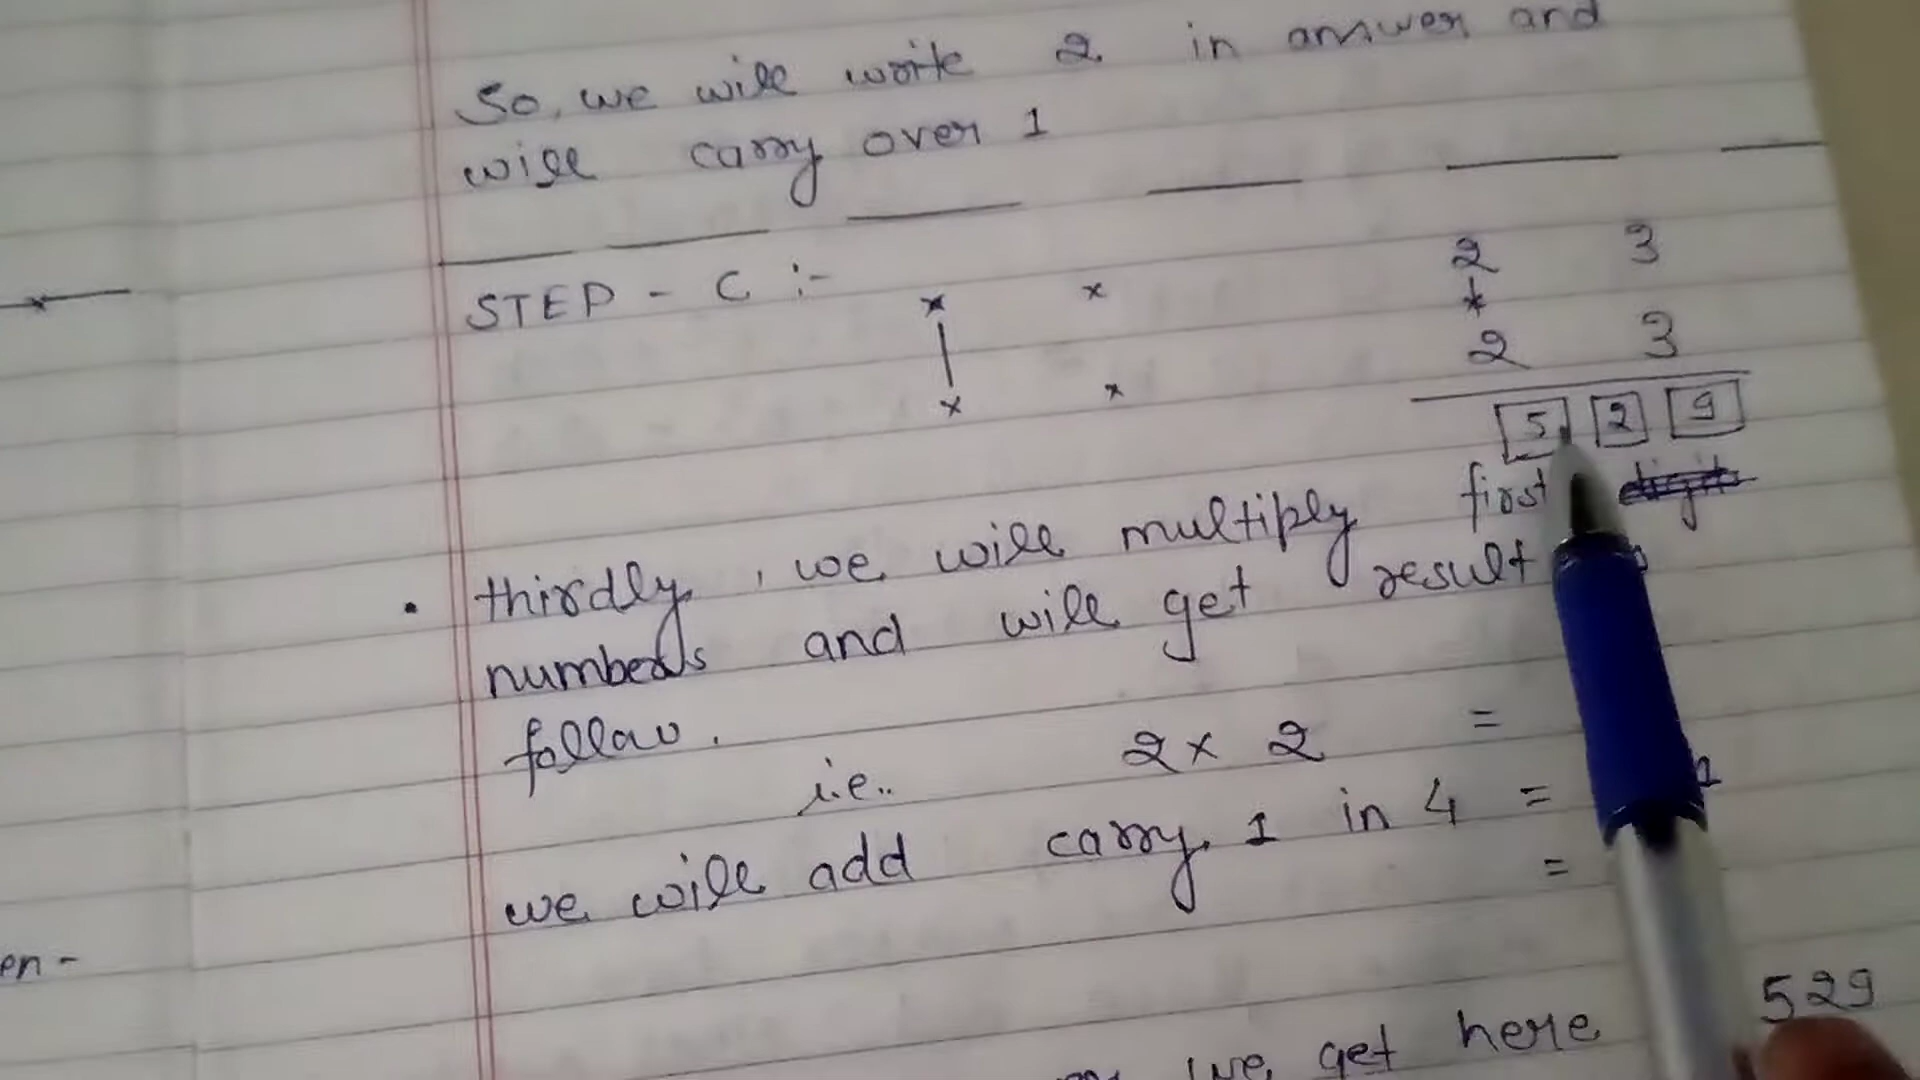 So, we will write 2 in answer and
will carry over 1
STEP - C :-
2 3
*
2 3
5 2 9
thirdly, we will multiply first
numbers and will get result
follow.
i.e. 2 x 2 =
we will add carry 1 in 4 =
=
en -
we get here 529